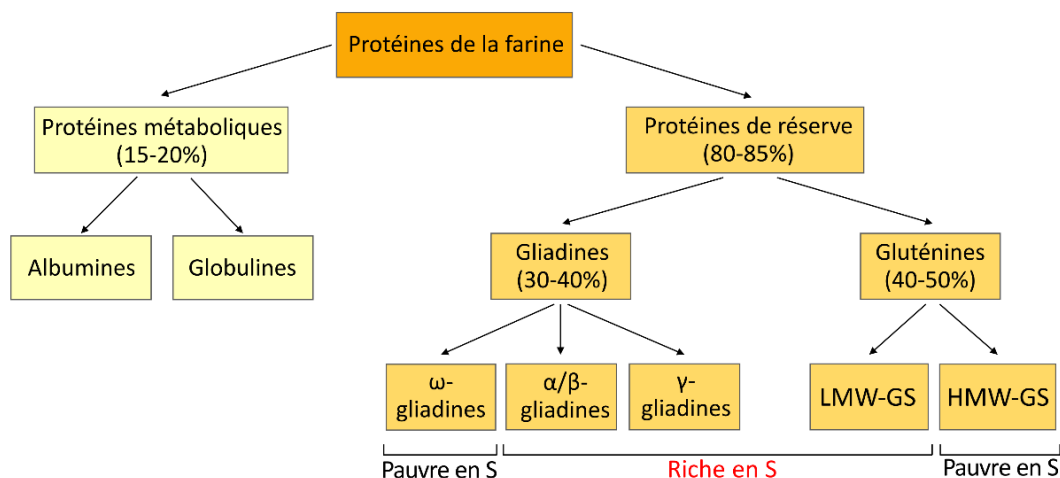 Protéines de la farine
Protéines métaboliques
(15-20%)
Protéines de réserve
(80-85%)
Albumines
Globulines
Gliadines
(30-40%)
Gluténines
(40-50%)
ω-
gliadines
α/β-
gliadines
γ-
gliadines
LMW-GS
HMW-GS
Pauvre en S
Riche en S
Pauvre en S